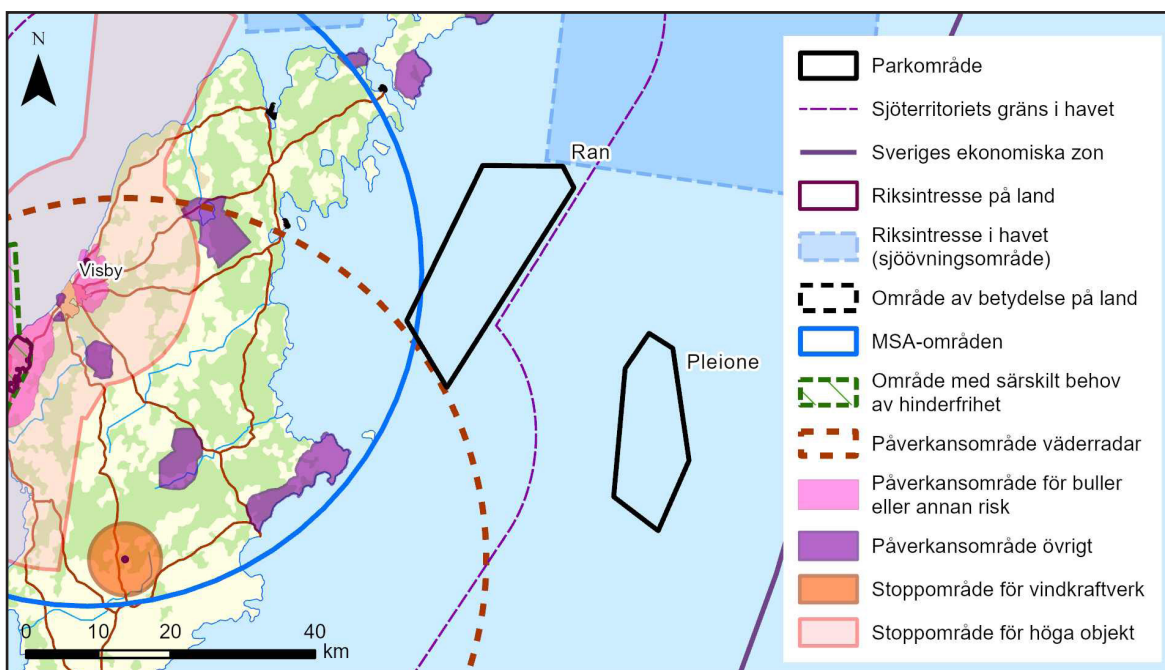 N
Ran
Visby
Pleione
0 10 20 40
km
Parkområde
Sjöterritoriets gräns i havet
Sveriges ekonomiska zon
Riksintresse på land
Riksintresse i havet
(sjöövningsområde)
Område av betydelse på land
MSA-områden
Område med särskilt behov
av hinderfrihet
Påverkansområde väderradar
Påverkansområde för buller
eller annan risk
Påverkansområde övrigt
Stoppområde för vindkraftverk
Stoppområde för höga objekt